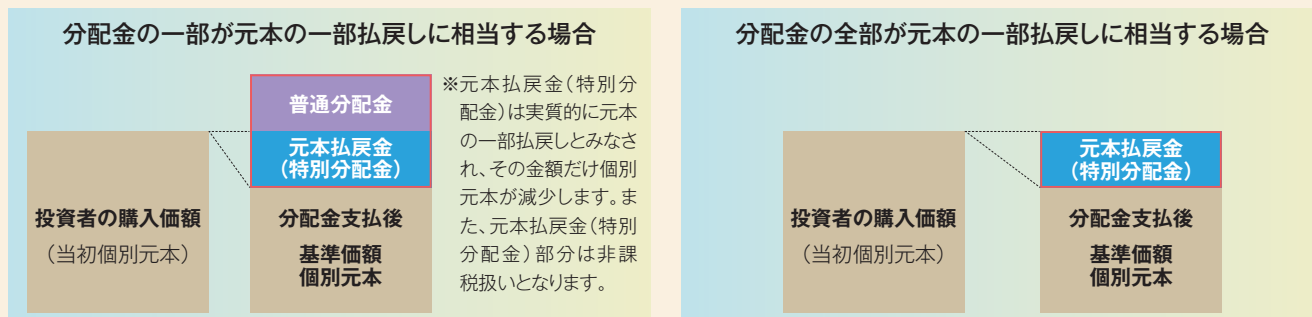 分配金の一部が元本の一部払戻しに相当する場合
普通分配金
元本払戻金
(特別分配金)
投資者の購入価額
(当初個別元本)
分配金支払後
基準価額
個別元本
※元本払戻金(特別分
配金)は実質的に元本
の一部払戻しとみなさ
れ、その金額だけ個別
元本が減少します。ま
た、元本払戻金(特別
分配金)部分は非課
税扱いとなります。
分配金の全部が元本の一部払戻しに相当する場合
元本払戻金
(特別分配金)
投資者の購入価額
(当初個別元本)
分配金支払後
基準価額
個別元本